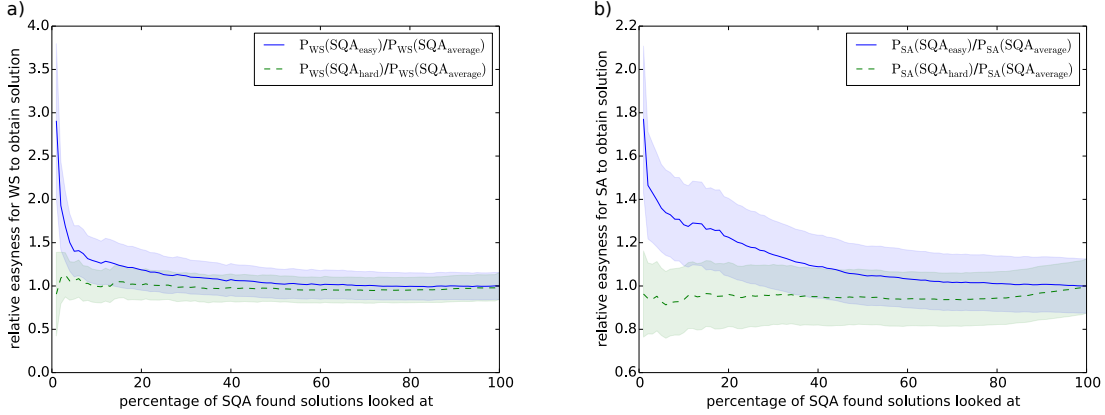 a)
relative easyness for WS to obtain solution
4.0
3.5
3.0
2.5
2.0
1.5
1.0
0.5
0.0
P_WS(SQA_easy)/P_WS(SQA_average)
P_WS(SQA_hard)/P_WS(SQA_average)
0 20 40 60 80 100
percentage of SQA found solutions looked at
b)
relative easyness for SA to obtain solution
2.2
2.0
1.8
1.6
1.4
1.2
1.0
0.8
0.6
P_SA(SQA_easy)/P_SA(SQA_average)
P_SA(SQA_hard)/P_SA(SQA_average)
0 20 40 60 80 100
percentage of SQA found solutions looked at